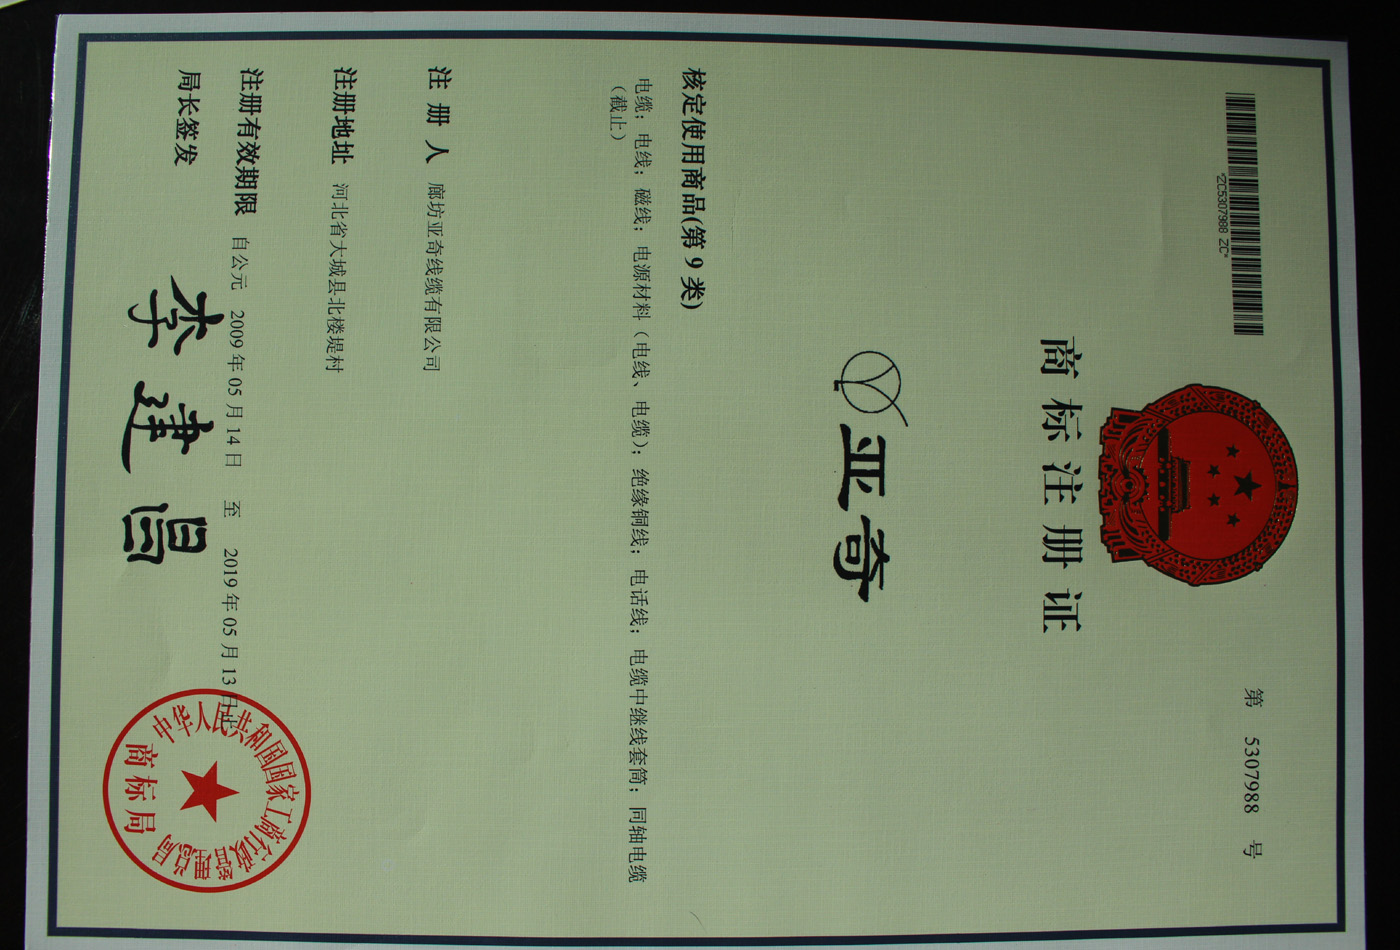 第 5307988 号
*ZC5307988 ZC*
商标注册证
亚奇
核定使用商品(第 9 类)
电缆；电线；磁线；电源材料（电线、电缆）；绝缘铜线；电话线；电缆中继线套筒；同轴电缆
（截止）
注 册 人 廊坊亚奇线缆有限公司
注册地址 河北省大城县北楼堤村
注册有效期限 自公元 2009 年 05 月 14 日 至 2019 年 05 月 13 日止
局长签发 李建昌
中华人民共和国国家工商行政管理总局
商标局